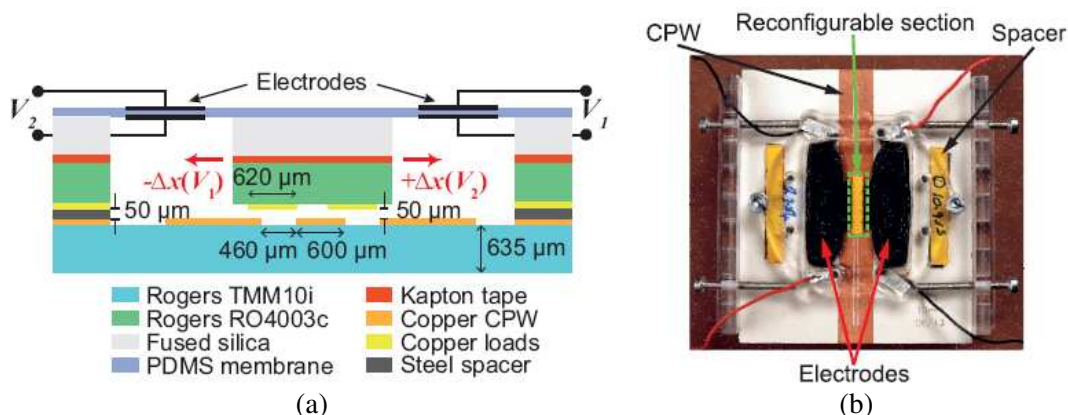 Electrodes
V2
V1
-Δx(V1)
+Δx(V2)
620 μm
50 μm
50 μm
460 μm
600 μm
635 μm
Rogers TMM10i
Rogers RO4003c
Fused silica
PDMS membrane
Kapton tape
Copper CPW
Copper loads
Steel spacer
(a)
Reconfigurable section
CPW
Spacer
Electrodes
(b)